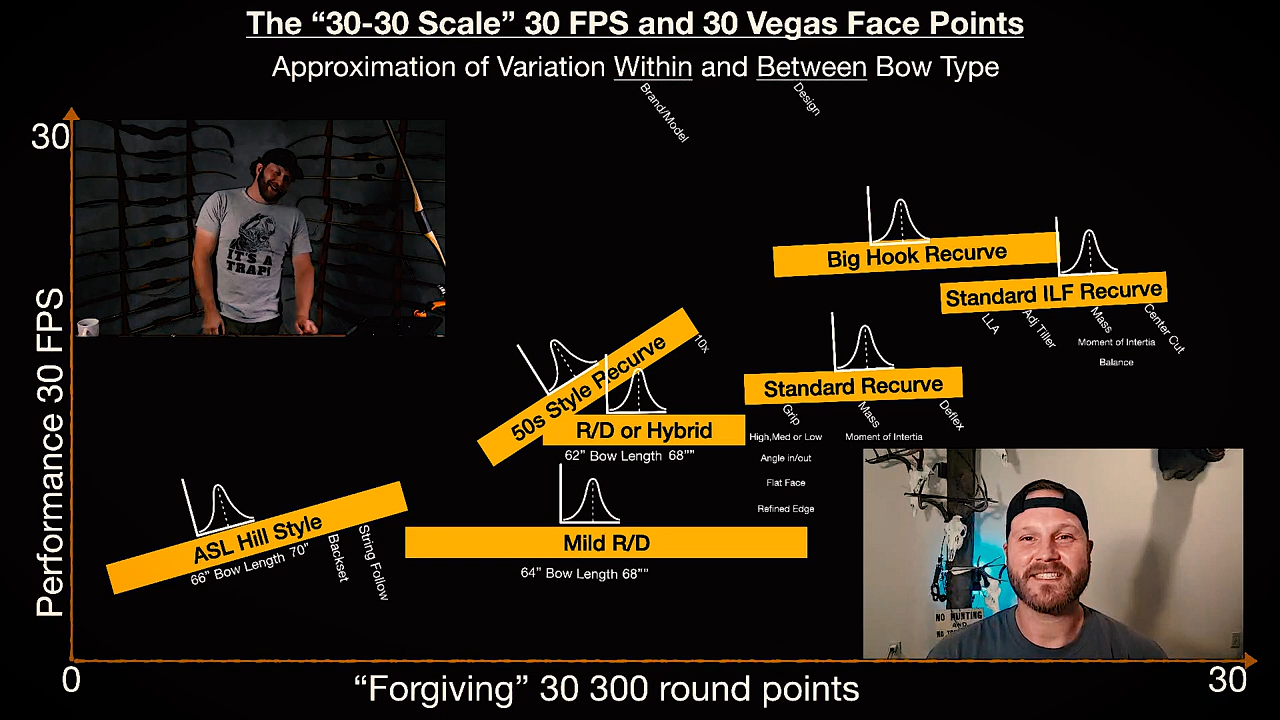 The “30-30 Scale” 30 FPS and 30 Vegas Face Points
Approximation of Variation Within and Between Bow Type
Brand/Model
Design
30
Performance 30 FPS
IT'S A
TRAP!
Big Hook Recurve
Standard ILF Recurve
LLA
Adj Tiller
Mass
Center Cut
Moment of Intertia
Balance
50s Style Recurve
10x
Standard Recurve
Grip
Mass
Deflex
High,Med or Low
Moment of Intertia
Angle in/out
Flat Face
Refined Edge
R/D or Hybrid
62” Bow Length 68””
ASL Hill Style
66” Bow Length 70”
Backset
String Follow
Mild R/D
64” Bow Length 68””
NO HUNTING
AND
0
“Forgiving” 30 300 round points
30